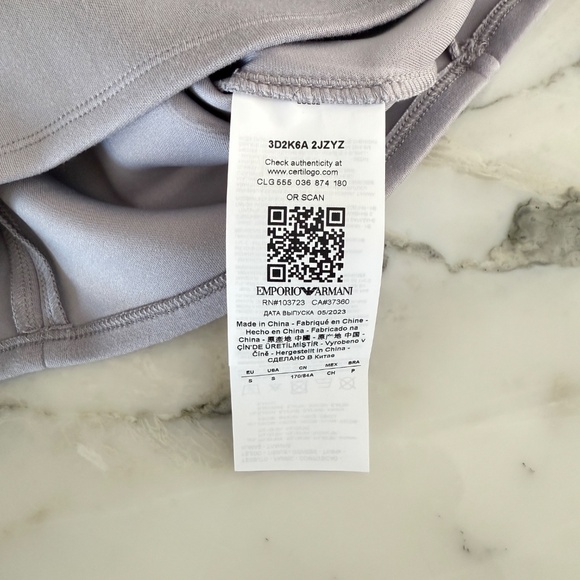 3D2K6A 2JZYZ
Check authenticity at
www.certilogo.com
CLG 555 036 874 180
OR SCAN
EMPORIO ARMANI
RN#103723 CA#37360
ДАТА ВЫПУСКА 05/2023
Made in China - Fabriqué en Chine -
Hecho en China - Fabricado na
China - 原產地 中國 - 原产地 中国 -
ÇİN'DE ÜRETİLMİŞTİR - Vyrobeno v
Číně - Hergestellt in China -
СДЕЛАНО В Китае
EU USA CN MEX BRA
S S 170/84A CH P